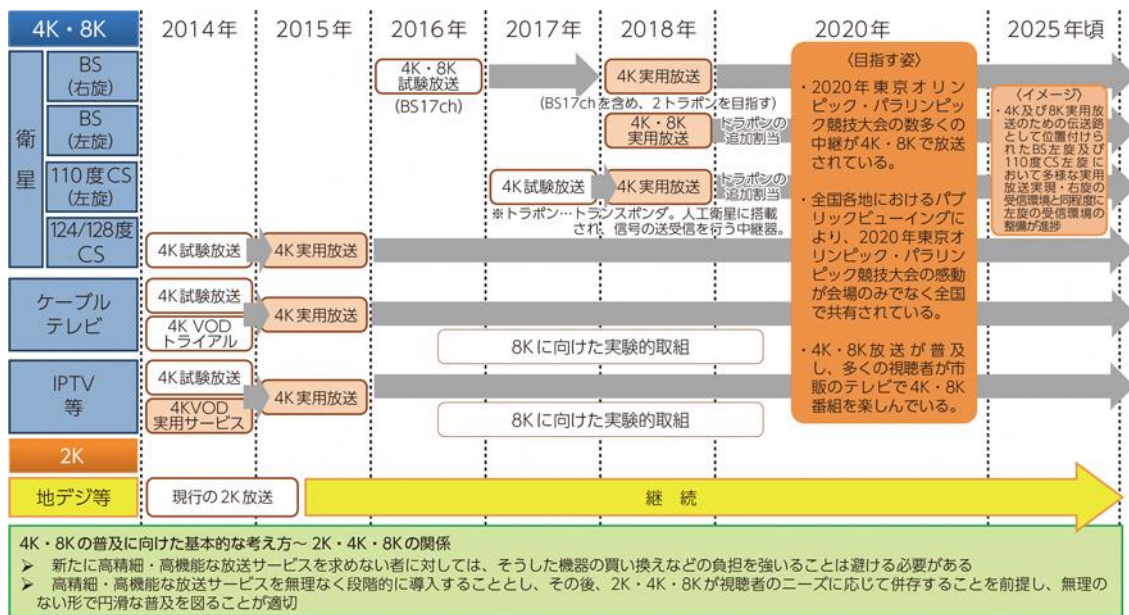 4K・8K
2014年
2015年
2016年
2017年
2018年
2020年
2025年頃
衛星
BS
(右旋)
4K・8K
試験放送
(BS17ch)
4K実用放送
(BS17chを含め、2トラポンを目指す)
BS
(左旋)
4K・8K
実用放送
トラポンの
追加割当
110度CS
(左旋)
4K試験放送
4K実用放送
トラポンの
追加割当
※トラポン…トランスポンダ。人工衛星に搭載
され、信号の送受信を行う中継器。
124/128度
CS
4K試験放送
4K実用放送
ケーブル
テレビ
4K試験放送
4K VOD
トライアル
4K実用放送
8Kに向けた実験的取組
IPTV
等
4K試験放送
4KVOD
実用サービス
4K実用放送
8Kに向けた実験的取組
〈目指す姿〉
・2020年東京オリン
ピック・パラリンピッ
ク競技大会の数多くの
中継が4K・8Kで放送
されている。
・全国各地におけるパブ
リックビューイングに
より、2020年東京オ
リンピック・パラリン
ピック競技大会の感動
が会場のみでなく全国
で共有されている。
・4K・8K放送が普及
し、多くの視聴者が市
販のテレビで4K・8K
番組を楽しんでいる。
〈イメージ〉
・4K及び8K実用放
送のための伝送路
として位置付けら
れたBS左旋及び
110度CS左旋に
おいて多様な実用
放送実現・右旋の
受信環境と同程度に
左旋の受信環境の
整備が進捗
2K
地デジ等
現行の2K放送
継続
4K・8Kの普及に向けた基本的な考え方～2K・4K・8Kの関係
➢ 新たに高精細・高機能な放送サービスを求めない者に対しては、そうした機器の買い換えなどの負担を強いることは避ける必要がある
➢ 高精細・高機能な放送サービスを無理なく段階的に導入することとし、その後、2K・4K・8Kが視聴者のニーズに応じて併存することを前提し、無理の
ない形で円滑な普及を図ることが適切